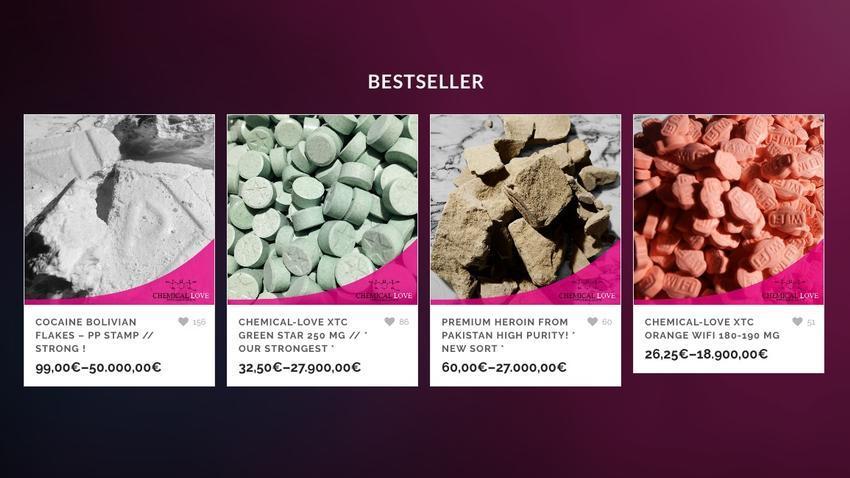 BESTSELLER
CHEMICAL LOVE
CHEMICAL LOVE
CHEMICAL LOVE
CHEMICAL LOVE
COCAINE BOLIVIAN
FLAKES – PP STAMP //
STRONG !
156
99,00€–50.000,00€
CHEMICAL-LOVE XTC
GREEN STAR 250 MG // *
OUR STRONGEST *
86
32,50€–27.900,00€
PREMIUM HEROIN FROM
PAKISTAN HIGH PURITY! *
NEW SORT *
60
60,00€–27.000,00€
CHEMICAL-LOVE XTC
ORANGE WIFI 180-190 MG
51
26,25€–18.900,00€